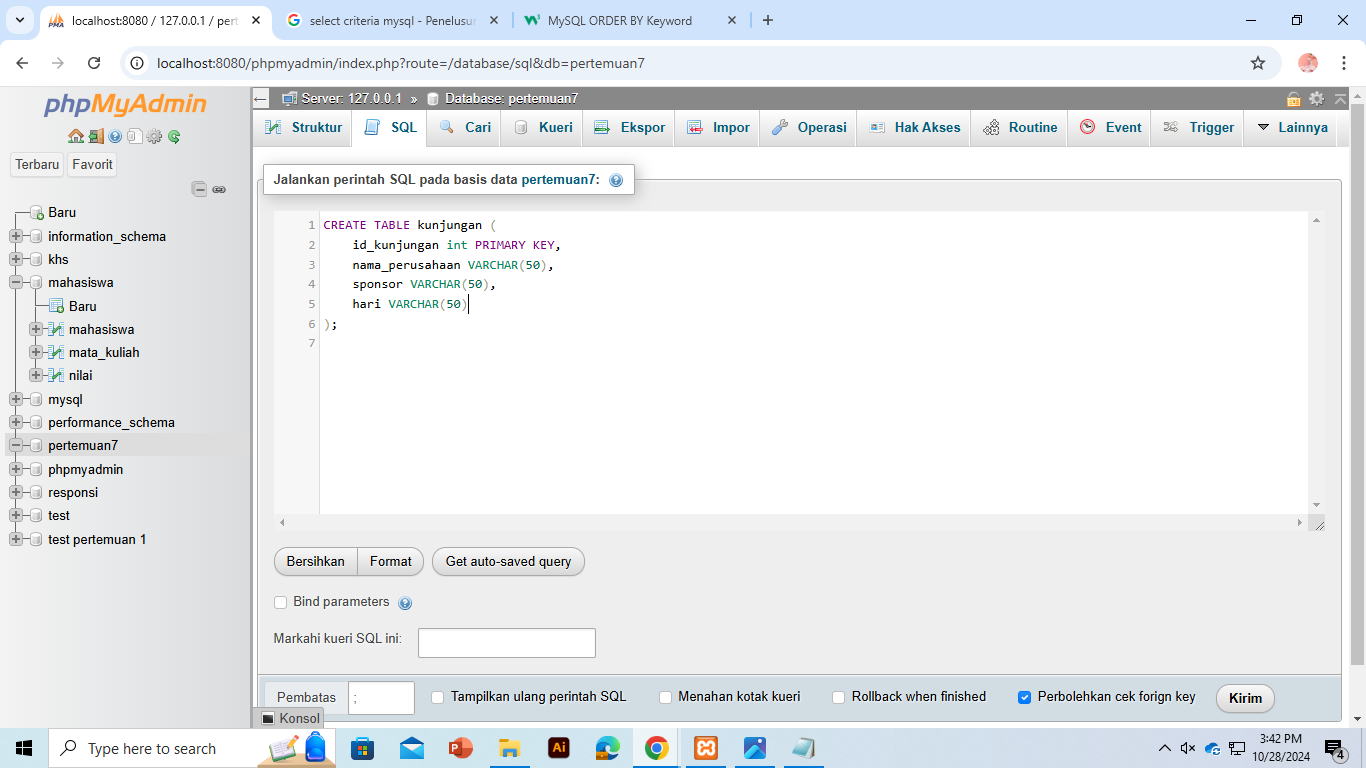 localhost:8080 / 127.0.0.1 / pert
select criteria mysql - Penelusur
MySQL ORDER BY Keyword
localhost:8080/phpmyadmin/index.php?route=/database/sql&db=pertemuan7
phpMyAdmin
Terbaru Favorit
Baru
information_schema
khs
mahasiswa
Baru
mahasiswa
mata_kuliah
nilai
mysql
performance_schema
pertemuan7
phpmyadmin
responsi
test
test pertemuan 1
Server: 127.0.0.1 » Database: pertemuan7
Struktur SQL Cari Kueri Ekspor Impor Operasi Hak Akses Routine Event Trigger Lainnya
Jalankan perintah SQL pada basis data pertemuan7:
1 CREATE TABLE kunjungan (
2 id_kunjungan int PRIMARY KEY,
3 nama_perusahaan VARCHAR(50),
4 sponsor VARCHAR(50),
5 hari VARCHAR(50)
6 );
7
Bersihkan Format Get auto-saved query
Bind parameters
Markahi kueri SQL ini:
Pembatas ; Tampilkan ulang perintah SQL Menahan kotak kueri Rollback when finished Perbolehkan cek forign key Kirim
Konsol
Type here to search
3:42 PM
10/28/2024
4